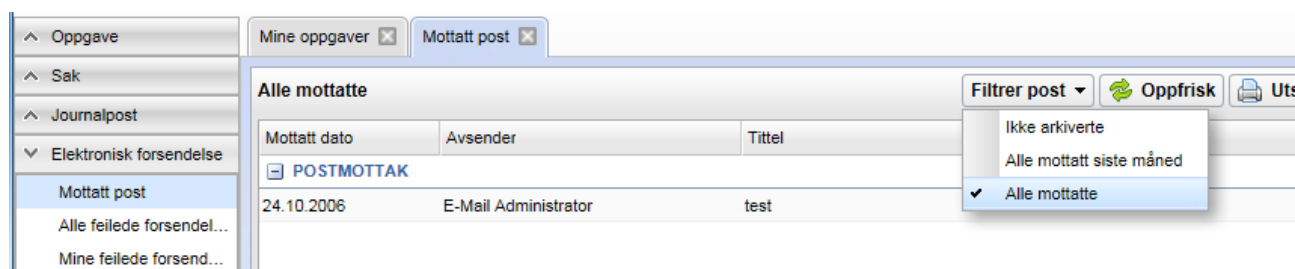 Oppgave
Sak
Journalpost
Elektronisk forsendelse
Mottatt post
Alle feilede forsendel...
Mine feilede forsend...
Mine oppgaver
Mottatt post
Alle mottatte
Filtrer post
Oppfrisk
Uts
Ikke arkiverte
Alle mottatt siste måned
Alle mottatte
Mottatt dato
Avsender
Tittel
POSTMOTTAK
24.10.2006
E-Mail Administrator
test